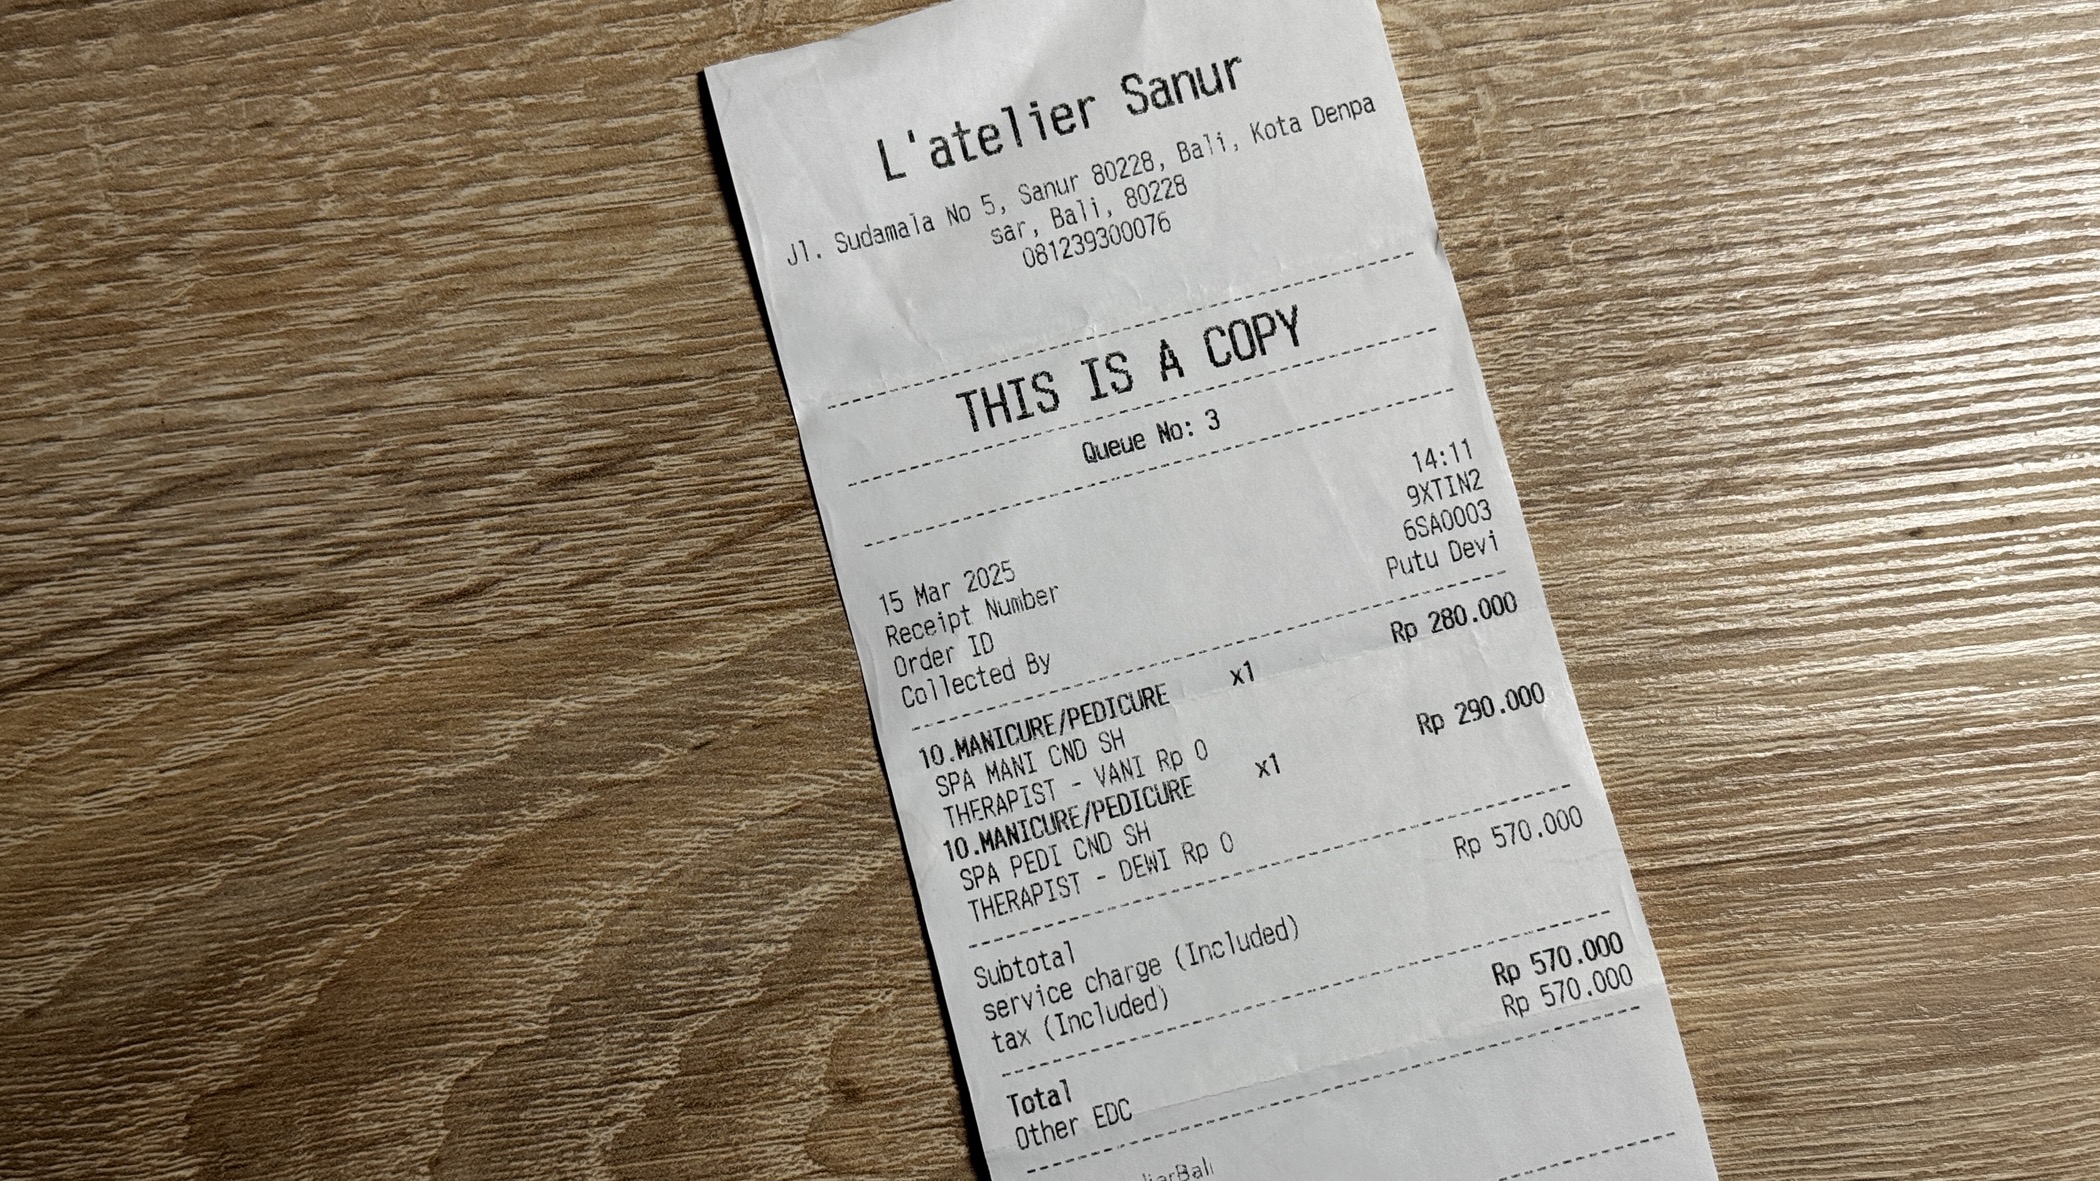 L'atelier Sanur
Jl. Sudamala No 5, Sanur 80228, Bali, Kota Denpa
sar, Bali, 80228
081239300076
THIS IS A COPY
Queue No: 3
15 Mar 2025 14:11
Receipt Number 9XTIN2
Order ID 6SA0003
Collected By Putu Devi
10.MANICURE/PEDICURE x1 Rp 280.000
SPA MANI CND SH
THERAPIST - VANI Rp 0
10.MANICURE/PEDICURE x1 Rp 290.000
SPA PEDI CND SH
THERAPIST - DEWI Rp 0
Subtotal Rp 570.000
service charge (Included)
tax (Included)
Total Rp 570.000
Other EDC Rp 570.000